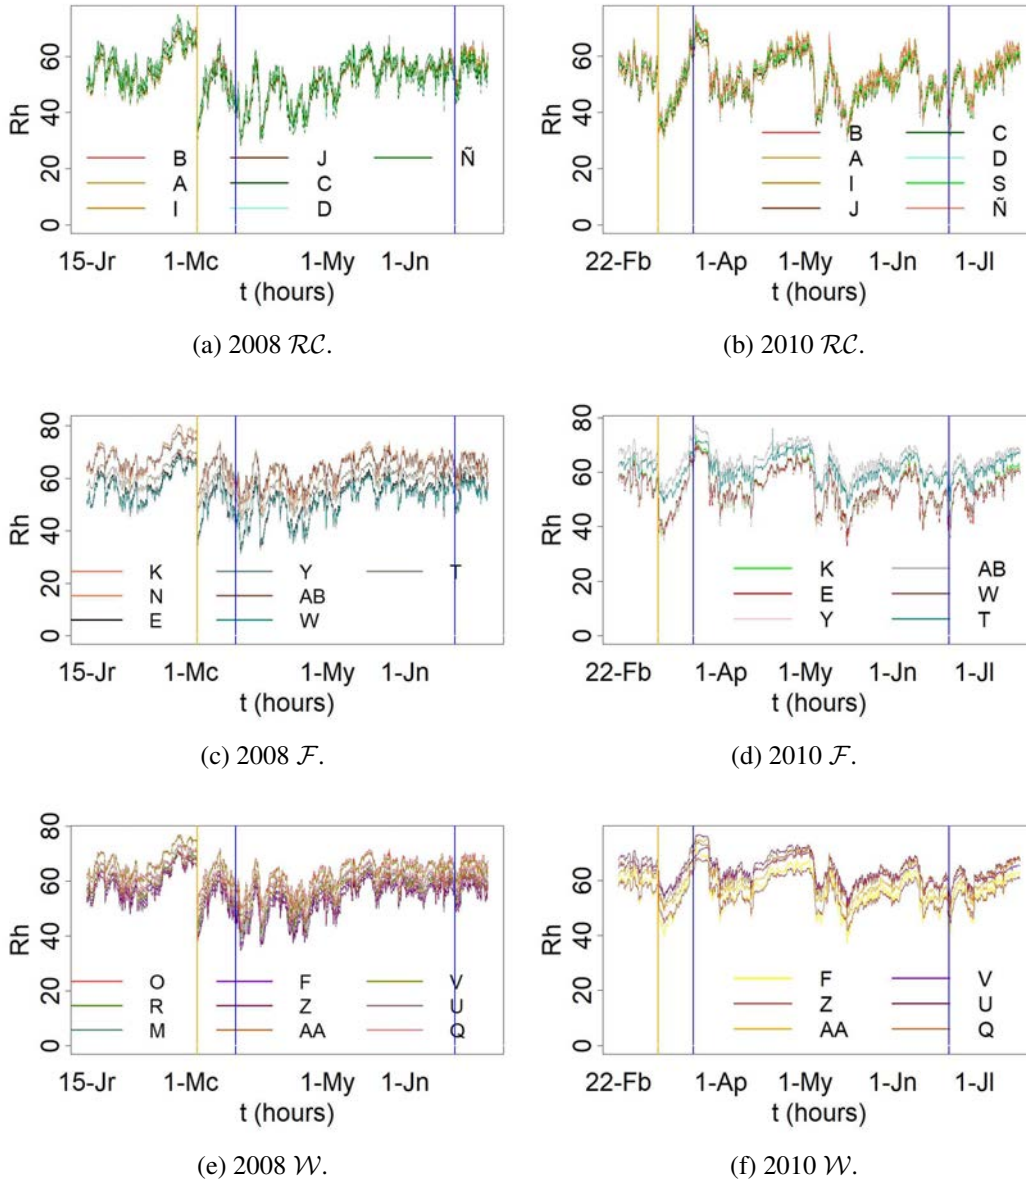 Rh
60
40
20
0
B J Ñ
A C
I D
15-Jr 1-Mc 1-My 1-Jn
t (hours)
(a) 2008 RC.
Rh
60
40
20
0
B C
A D
I S
J Ñ
22-Fb 1-Ap 1-My 1-Jn 1-Jl
t (hours)
(b) 2010 RC.
Rh
80
60
40
20
0
K Y T
N AB
E W
15-Jr 1-Mc 1-My 1-Jn
t (hours)
(c) 2008 F.
Rh
80
60
40
20
0
K AB
E W
Y T
22-Fb 1-Ap 1-My 1-Jn 1-Jl
t (hours)
(d) 2010 F.
Rh
80
60
40
20
0
O F V
R Z U
M AA Q
15-Jr 1-Mc 1-My 1-Jn
t (hours)
(e) 2008 W.
Rh
80
60
40
20
0
F V
Z U
AA Q
22-Fb 1-Ap 1-My 1-Jn 1-Jl
t (hours)
(f) 2010 W.